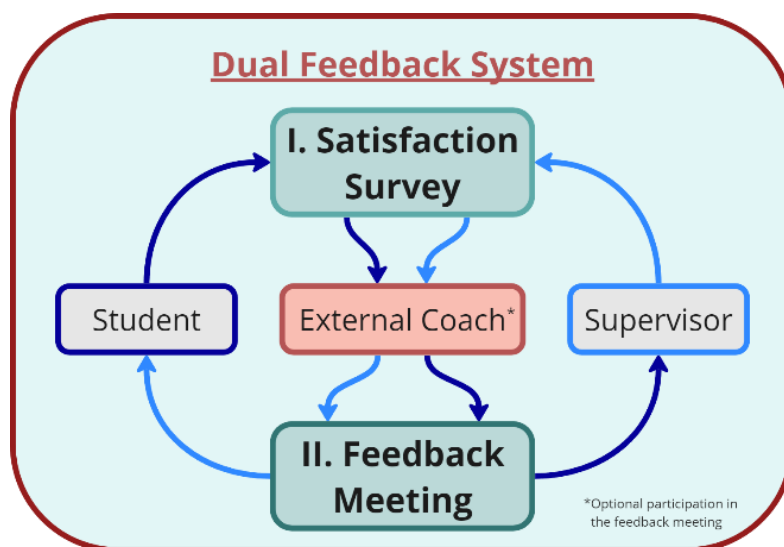 Dual Feedback System
I. Satisfaction
Survey
Student
External Coach*
Supervisor
II. Feedback
Meeting
*Optional participation in
the feedback meeting